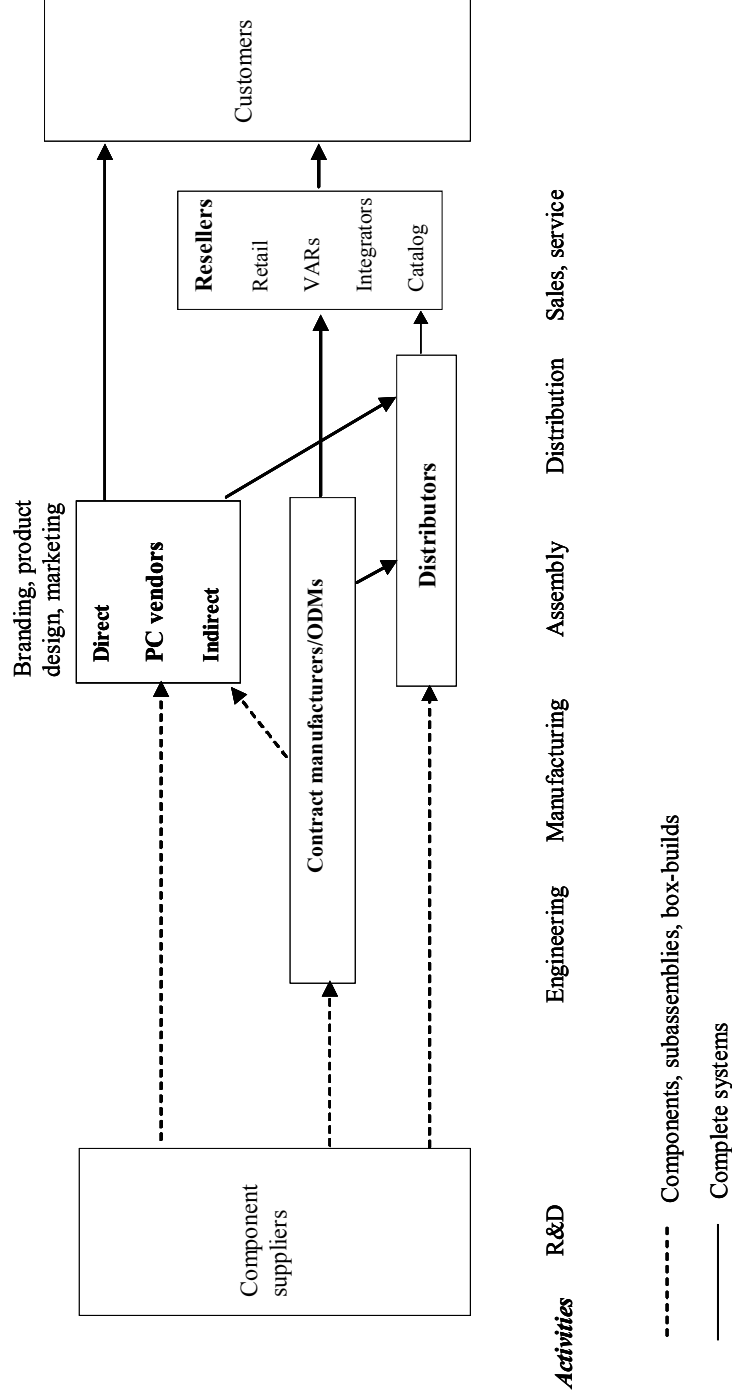 Branding, product
design, marketing
Component
suppliers
Direct
PC vendors
Indirect
Contract manufacturers/ODMs
Distributors
Resellers
Retail
VARs
Integrators
Catalog
Customers
Activities
R&D
Engineering
Manufacturing
Assembly
Distribution
Sales, service
Components, subassemblies, box-builds
Complete systems